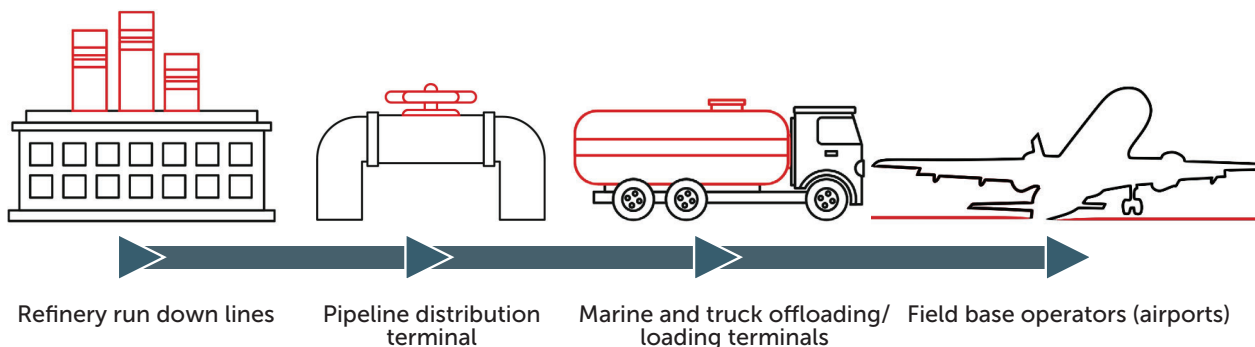 Refinery run down lines
Pipeline distribution
terminal
Marine and truck offloading/
loading terminals
Field base operators (airports)